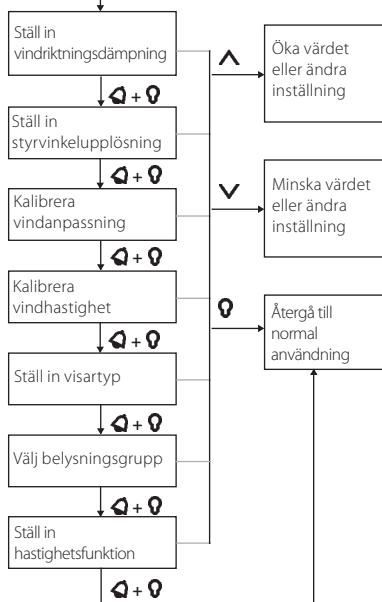 Ställ in
vindriktningsdämpning
+
Ställ in
styrvinkelupplösning
+
Kalibrera
vindanpassning
+
Kalibrera
vindhastighet
+
Ställ in visartyp
+
Välj belysningsgrupp
+
Ställ in
hastighetsfunktion
+
Öka värdet
eller ändra
inställning
Minska värdet
eller ändra
inställning
Återgå till
normal
användning